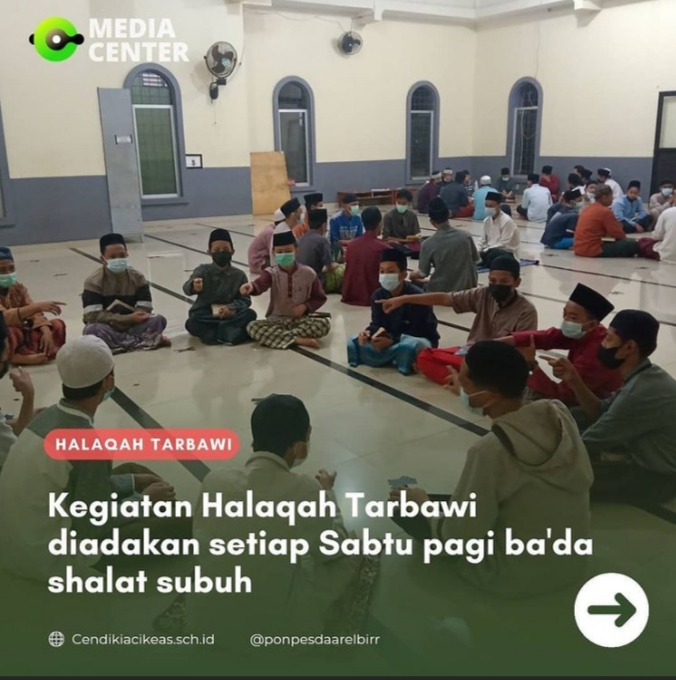 MEDIA
CENTER
HALAQAH TARBAWI
Kegiatan Halaqah Tarbawi
diadakan setiap Sabtu pagi ba'da
shalat subuh
Cendikiacikeas.sch.id @ponpesdaarelbirr